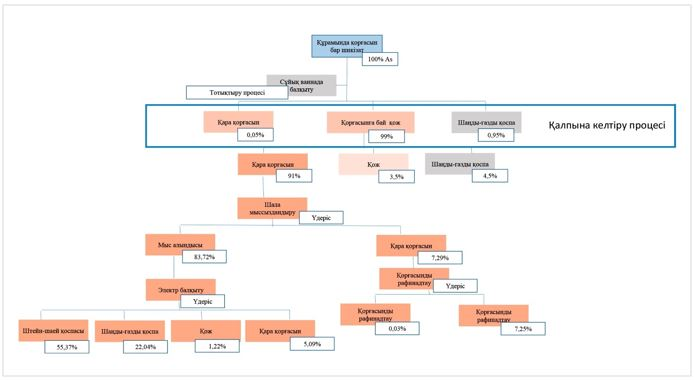 Құрамында қорғасын
бар шикізат
100% As
Сұйық ваннада
балқыту
Тотықтыру процесі
Қара қорғасын
0,05%
Қорғасынға бай қож
99%
Шаңды-газды қоспа
0,95%
Қалпына келтіру процесі
Қара қорғасын
91%
Қож
3,5%
Шаңды-газды қоспа
4,5%
Шала
мыссыздандыру
Үдеріс
Мыс алындысы
83,72%
Қара қорғасын
7,29%
Электр балқыту
Үдеріс
Қорғасынды
рафинадтау
Үдеріс
Қорғасынды
рафинадтау
0,03%
Қорғасынды
рафинадтау
7,25%
Штейн-шаей қоспасы
55,37%
Шаңды-газды қоспа
22,04%
Қож
1,22%
Қара қорғасын
5,09%